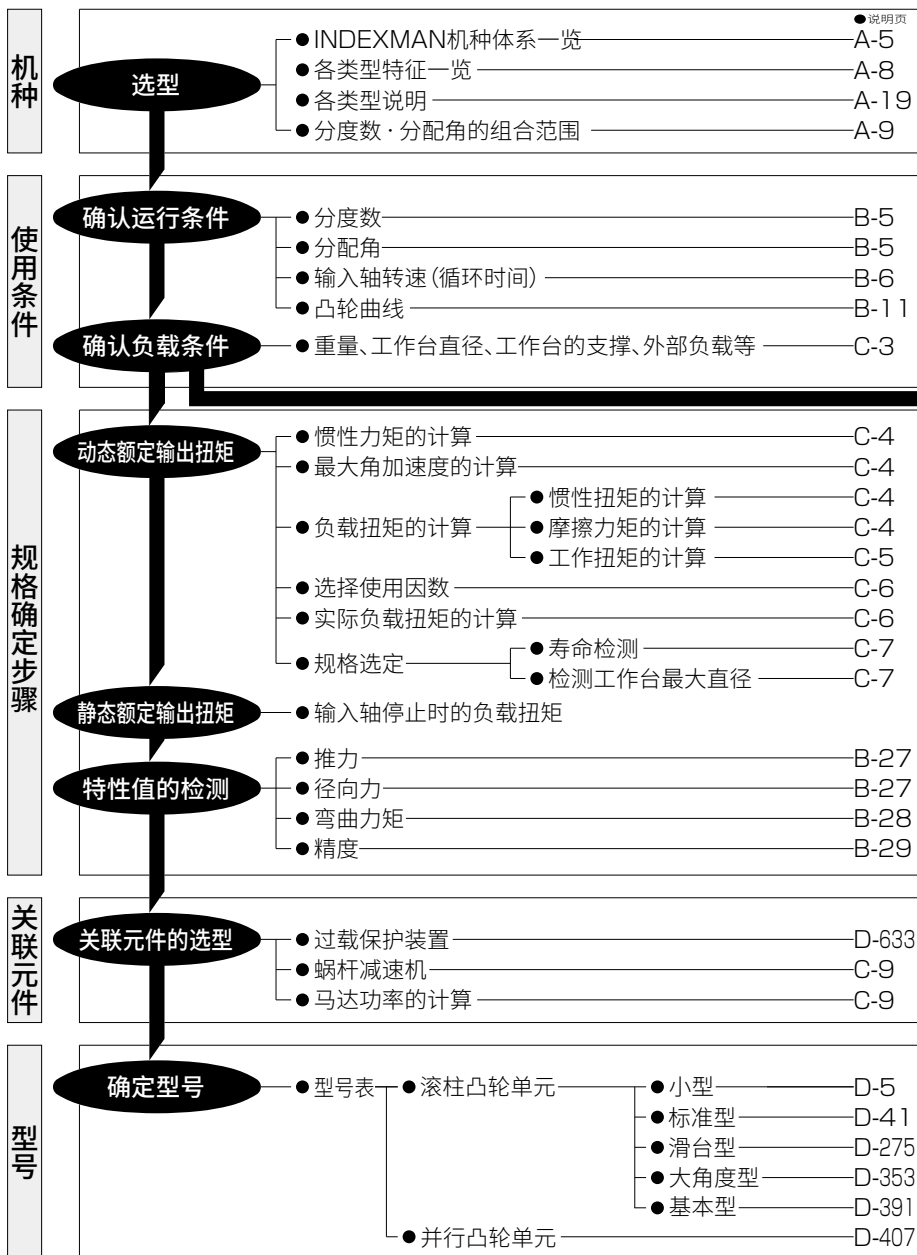 ●说明页
机种
选型
●INDEXMAN机种体系一览 A-5
●各类型特征一览 A-8
●各类型说明 A-19
●分度数·分配角的组合范围 A-9
使用条件
确认运行条件
●分度数 B-5
●分配角 B-5
●输入轴转速(循环时间) B-6
●凸轮曲线 B-11
确认负载条件
●重量、工作台直径、工作台的支撑、外部负载等 C-3
规格确定步骤
动态额定输出扭矩
●惯性力矩的计算 C-4
●最大角加速度的计算 C-4
●负载扭矩的计算
●惯性扭矩的计算 C-4
●摩擦力矩的计算 C-4
●工作扭矩的计算 C-5
●选择使用因数 C-6
●实际负载扭矩的计算 C-6
●规格选定
●寿命检测 C-7
●检测工作台最大直径 C-7
静态额定输出扭矩
●输入轴停止时的负载扭矩
特性值的检测
●推力 B-27
●径向力 B-27
●弯曲力矩 B-28
●精度 B-29
关联元件
关联元件的选型
●过载保护装置 D-633
●蜗杆减速机 C-9
●马达功率的计算 C-9
型号
确定型号
●型号表
●滚柱凸轮单元
●小型 D-5
●标准型 D-41
●滑台型 D-275
●大角度型 D-353
●基本型 D-391
●并行凸轮单元 D-407